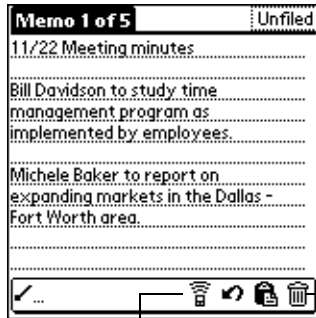 Memo 1 of 5
Unfiled
11/22 Meeting minutes
Bill Davidson to study time
management program as
implemented by employees.
Michele Baker to report on
expanding markets in the Dallas -
Fort Worth area.
...